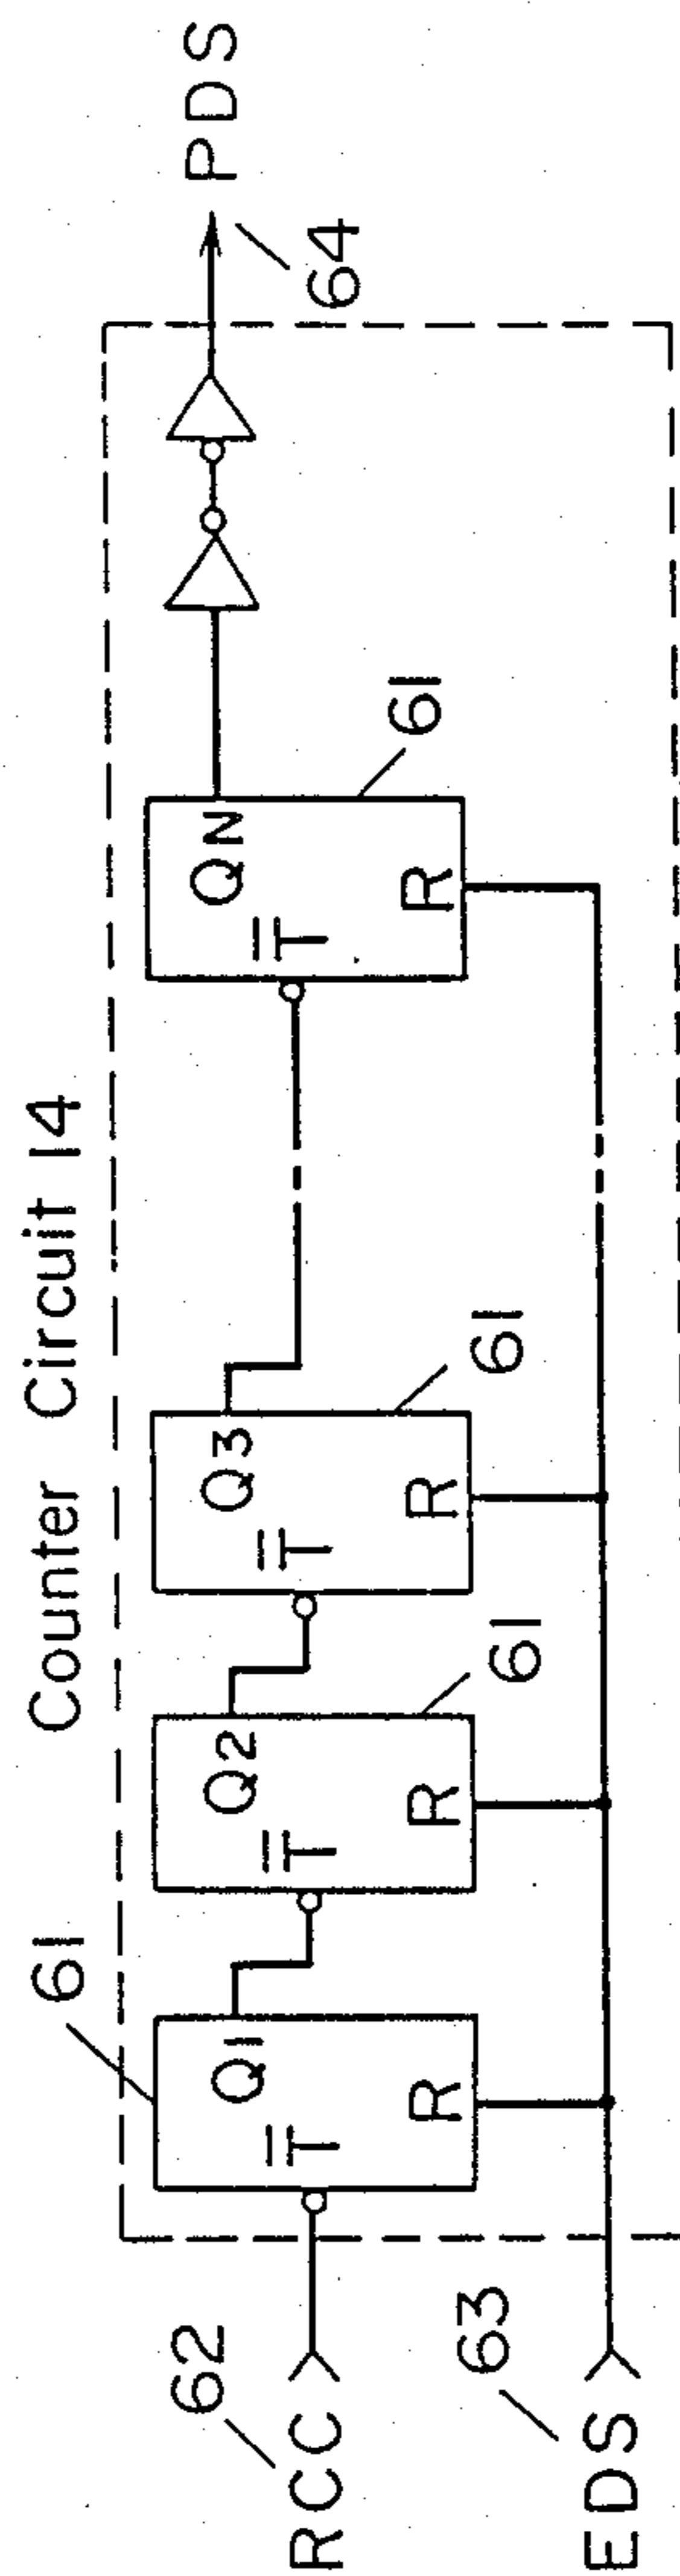 Counter Circuit 14
61
Q1
T̅
R
61
Q2
T̅
R
61
Q3
T̅
R
61
QN
T̅
R
62
RCC
63
EDS
64
PDS